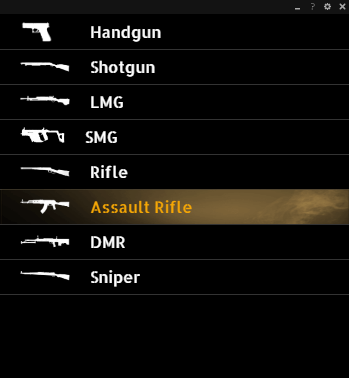 Handgun
Shotgun
LMG
SMG
Rifle
Assault Rifle
DMR
Sniper